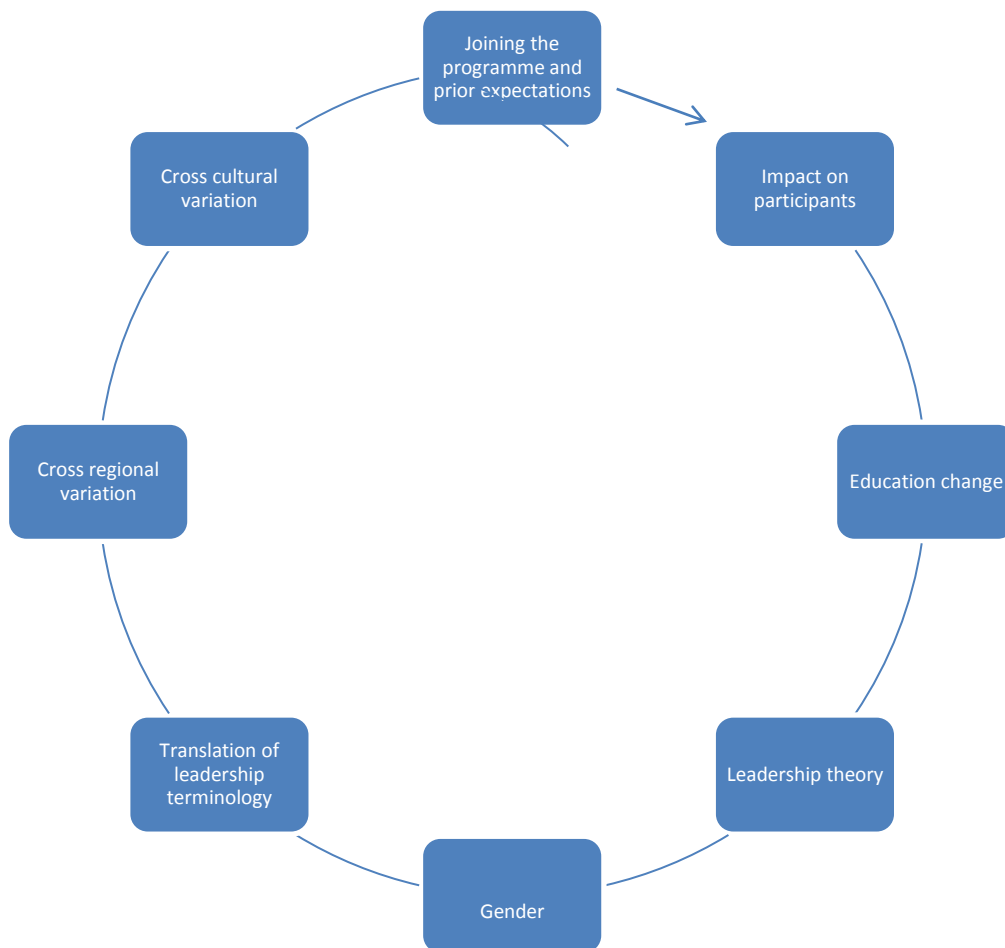 Joining the
programme and
prior expectations
Impact on
participants
Education change
Leadership theory
Gender
Translation of
leadership
terminology
Cross regional
variation
Cross cultural
variation